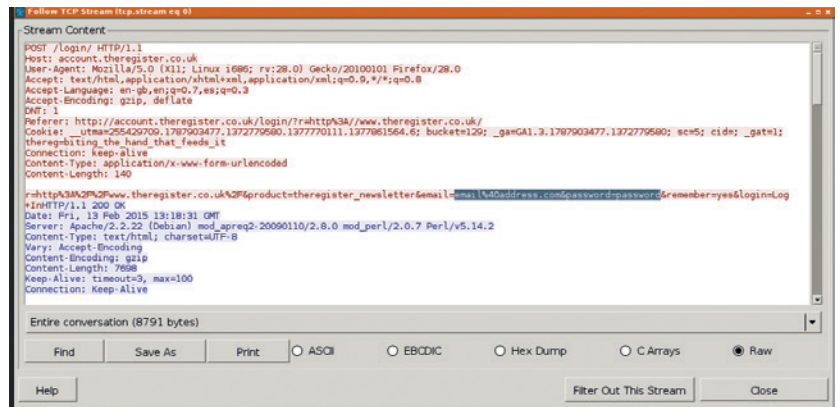 Follow TCP Stream (tcp.stream eq 0)
Stream Content
POST /login/ HTTP/1.1
Host: account.theregister.co.uk
User-Agent: Mozilla/5.0 (X11; Linux i686; rv:28.0) Gecko/20100101 Firefox/28.0
Accept: text/html,application/xhtml+xml,application/xml;q=0.9,*/*;q=0.8
Accept-Language: en-gb,en;q=0.7,es;q=0.3
Accept-Encoding: gzip, deflate
DNT: 1
Referer: http://account.theregister.co.uk/login/?r=http%3A//www.theregister.co.uk/
Cookie: __utma=255429709.1787903477.1372779580.1377770111.1377861564.6; bucket=129; _ga=GA1.3.1787903477.1372779580; sc=5; cid=; _gat=1;
thereg=biting_the_hand_that_feeds_it
Connection: keep-alive
Content-Type: application/x-www-form-urlencoded
Content-Length: 140
r=http%3A%2F%2Fwww.theregister.co.uk%2F&product=theregister_newsletter&email=email%40address.com&password=password&remember=yes&login=Log
+InHTTP/1.1 200 OK
Date: Fri, 13 Feb 2015 13:18:31 GMT
Server: Apache/2.2.22 (Debian) mod_apreq2-20090110/2.8.0 mod_perl/2.0.7 Perl/v5.14.2
Content-Type: text/html; charset=UTF-8
Vary: Accept-Encoding
Content-Encoding: gzip
Content-Length: 7698
Keep-Alive: timeout=3, max=100
Connection: Keep-Alive
Entire conversation (8791 bytes)
Find Save As Print ASCII EBCDIC Hex Dump C Arrays Raw
Help Filter Out This Stream Close